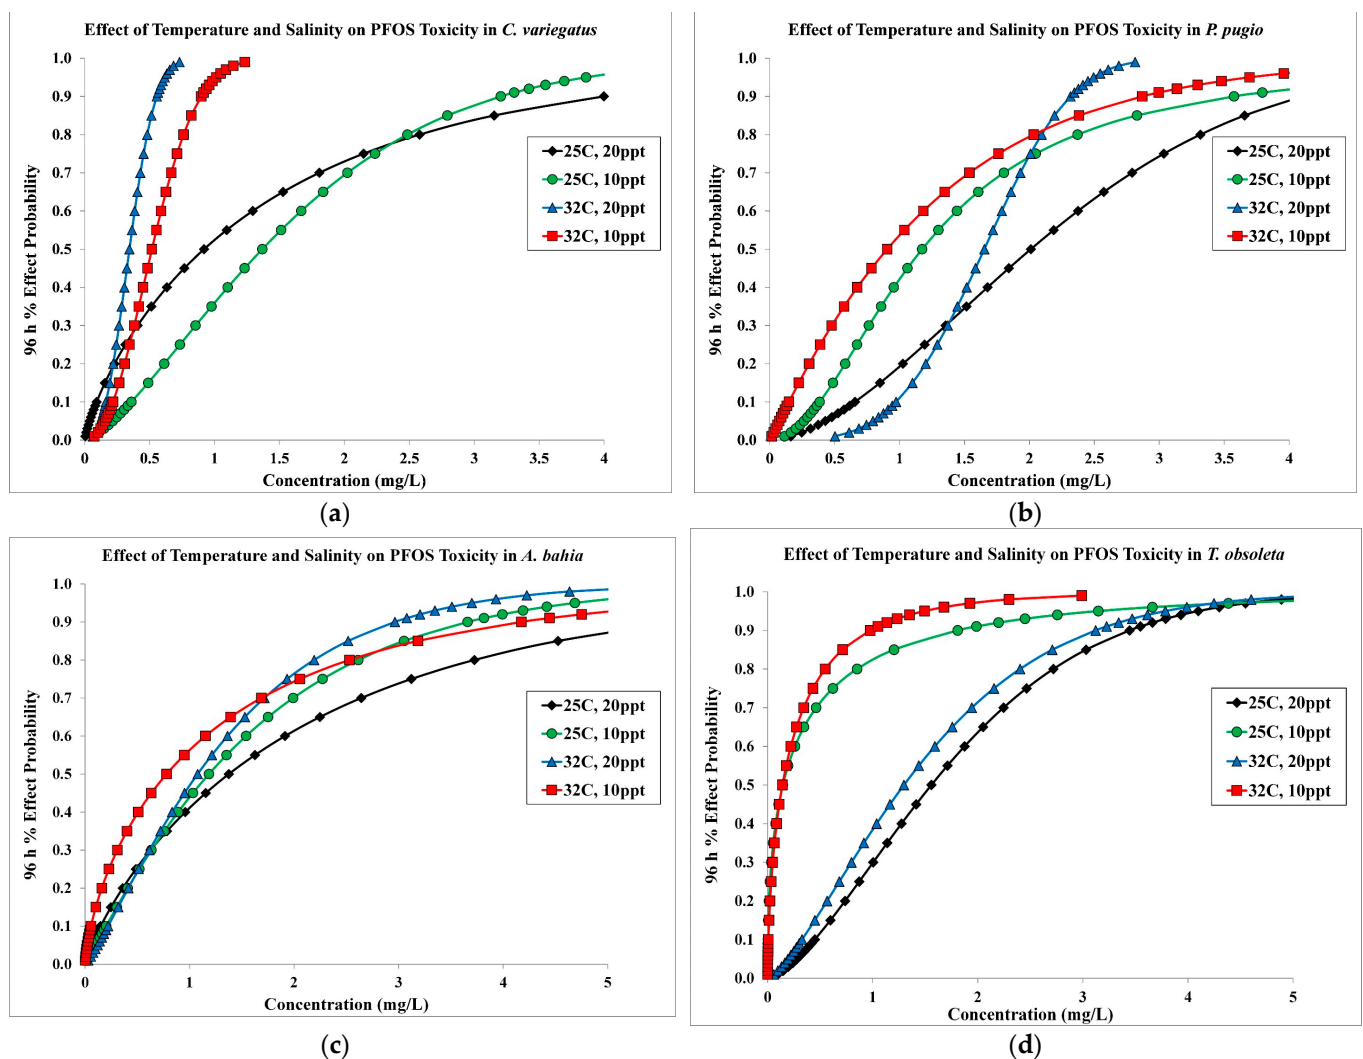 Effect of Temperature and Salinity on PFOS Toxicity in C. variegatus
96 h % Effect Probability
1.0
0.9
0.8
0.7
0.6
0.5
0.4
0.3
0.2
0.1
0.0
0 0.5 1 1.5 2 2.5 3 3.5 4
Concentration (mg/L)
25C, 20ppt
25C, 10ppt
32C, 20ppt
32C, 10ppt
(a)
Effect of Temperature and Salinity on PFOS Toxicity in P. pugio
96 h % Effect Probability
1.0
0.9
0.8
0.7
0.6
0.5
0.4
0.3
0.2
0.1
0.0
0 0.5 1 1.5 2 2.5 3 3.5 4
Concentration (mg/L)
25C, 20ppt
25C, 10ppt
32C, 20ppt
32C, 10ppt
(b)
Effect of Temperature and Salinity on PFOS Toxicity in A. bahia
96 h % Effect Probability
1.0
0.9
0.8
0.7
0.6
0.5
0.4
0.3
0.2
0.1
0.0
0 1 2 3 4 5
Concentration (mg/L)
25C, 20ppt
25C, 10ppt
32C, 20ppt
32C, 10ppt
(c)
Effect of Temperature and Salinity on PFOS Toxicity in T. obsoleta
96 h % Effect Probability
1.0
0.9
0.8
0.7
0.6
0.5
0.4
0.3
0.2
0.1
0.0
0 1 2 3 4 5
Concentration (mg/L)
25C, 20ppt
25C, 10ppt
32C, 20ppt
32C, 10ppt
(d)